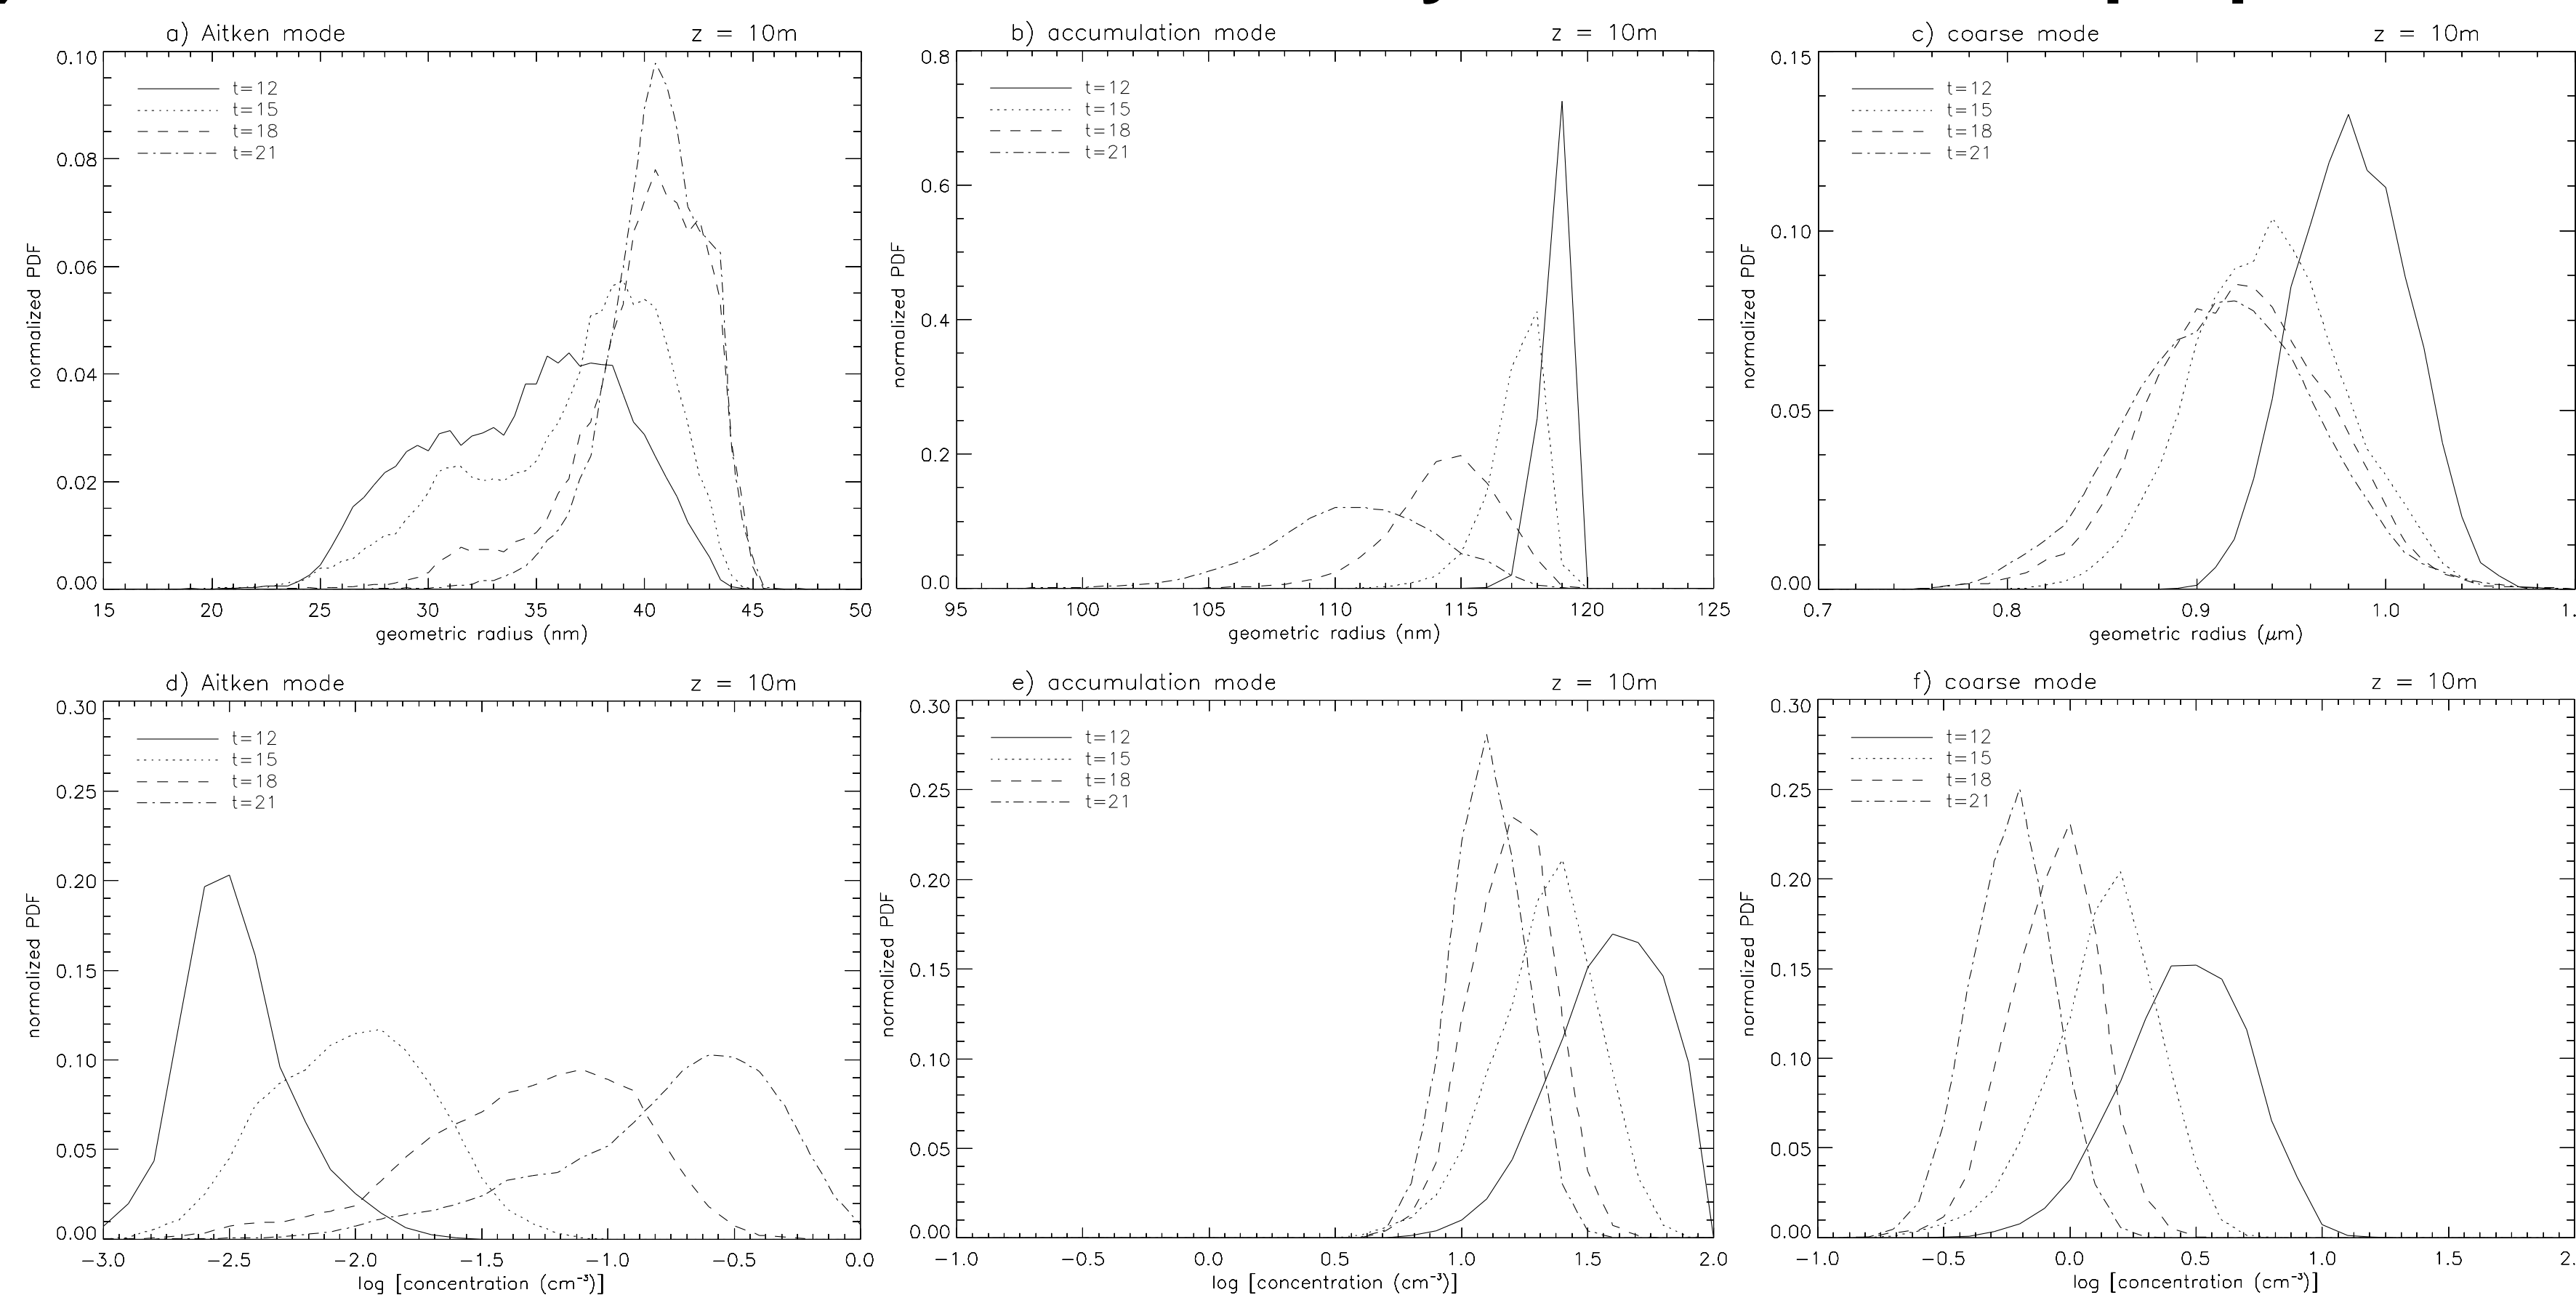 a) Aitken mode z = 10m
t=12
t=15
t=18
t=21
0.10
0.08
0.06
0.04
0.02
0.00
normalized PDF
15 20 25 30 35 40 45 50
geometric radius (nm)
b) accumulation mode z = 10m
t=12
t=15
t=18
t=21
0.8
0.6
0.4
0.2
0.0
normalized PDF
95 100 105 110 115 120 125
geometric radius (nm)
c) coarse mode z = 10m
t=12
t=15
t=18
t=21
0.15
0.10
0.05
0.00
normalized PDF
0.7 0.8 0.9 1.0 1.
geometric radius (μm)
d) Aitken mode z = 10m
t=12
t=15
t=18
t=21
0.30
0.25
0.20
0.15
0.10
0.05
0.00
normalized PDF
−3.0 −2.5 −2.0 −1.5 −1.0 −0.5 0.0
log [concentration (cm⁻³)]
e) accumulation mode z = 10m
t=12
t=15
t=18
t=21
0.30
0.25
0.20
0.15
0.10
0.05
0.00
normalized PDF
−1.0 −0.5 0.0 0.5 1.0 1.5 2.0
log [concentration (cm⁻³)]
f) coarse mode z = 10m
t=12
t=15
t=18
t=21
0.30
0.25
0.20
0.15
0.10
0.05
0.00
normalized PDF
−1.0 −0.5 0.0 0.5 1.0 1.5 2.
log [concentration (cm⁻³)]